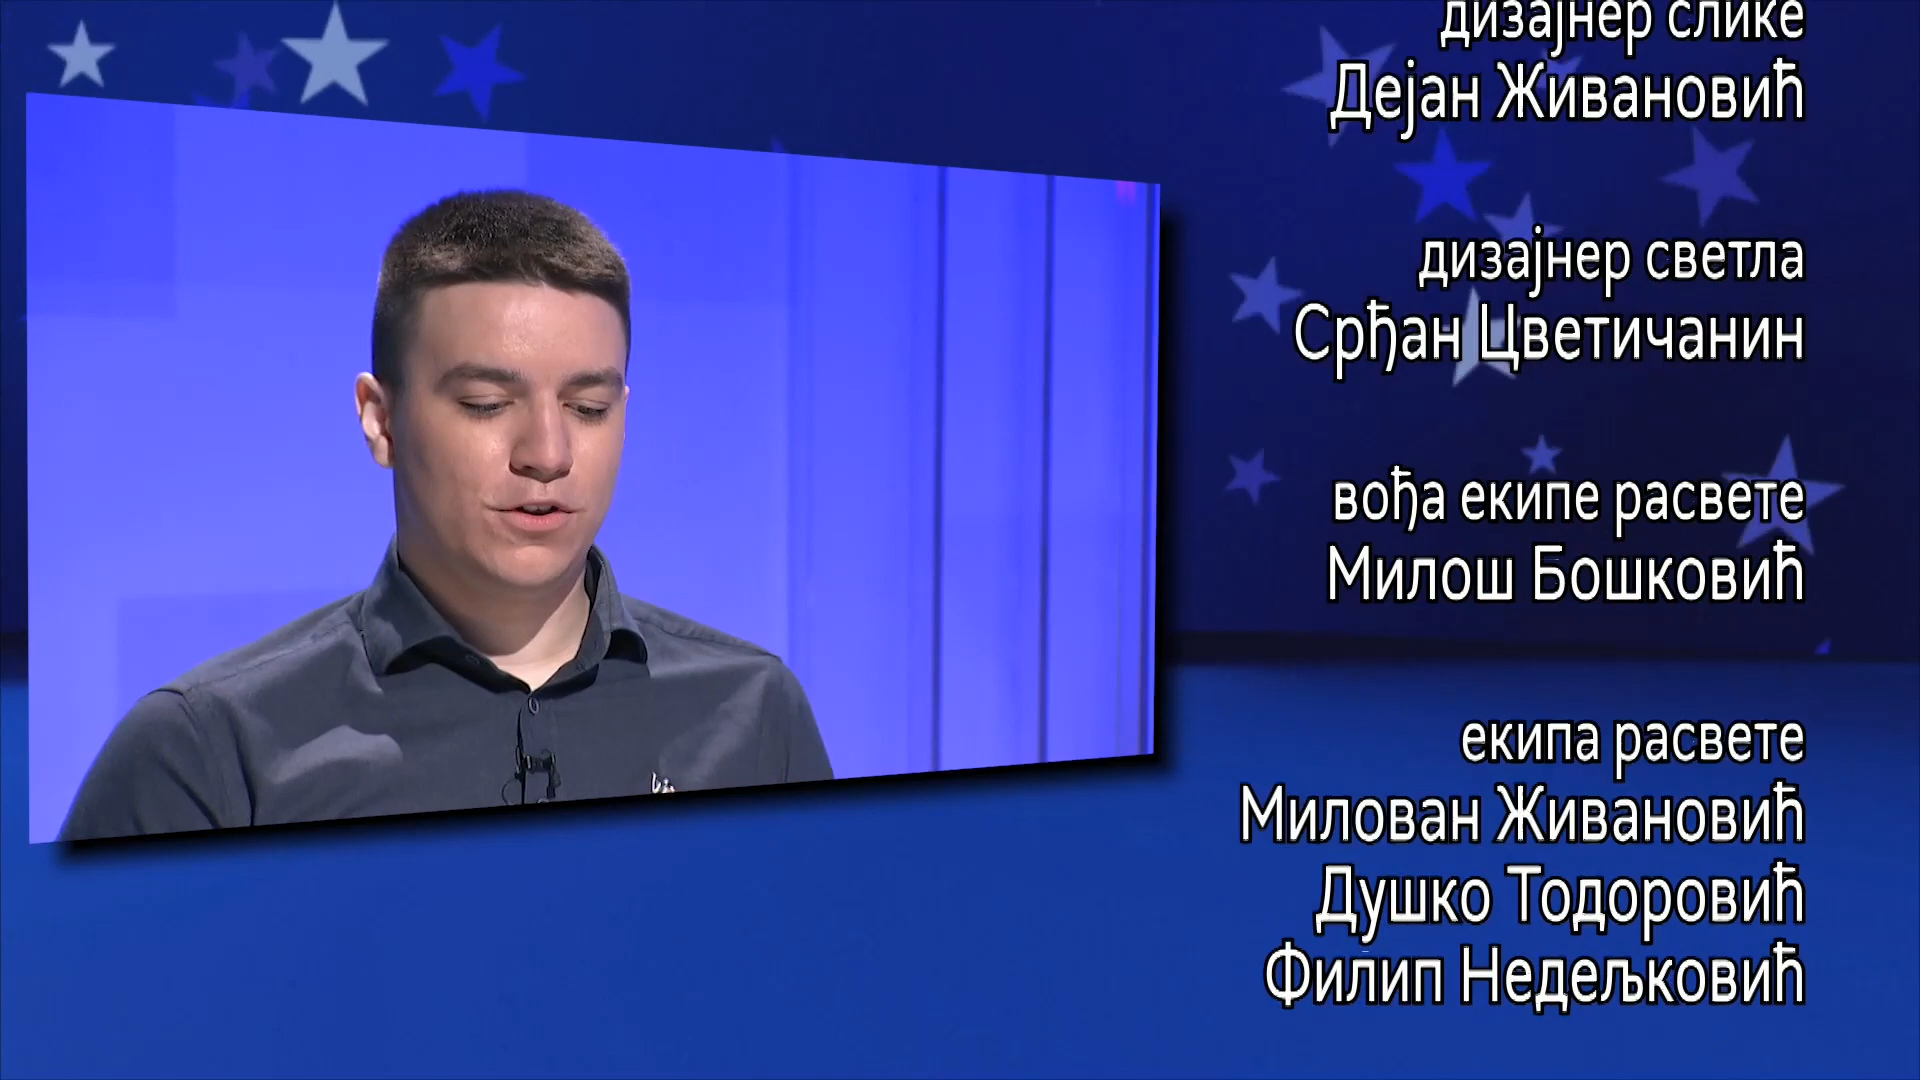 дизајнер слике
Дејан Живановић
дизајнер светла
Срђан Цветичанин
вођа екипе расвете
Милош Бошковић
екипа расвете
Милован Живановић
Душко Тодоровић
Филип Недељковић